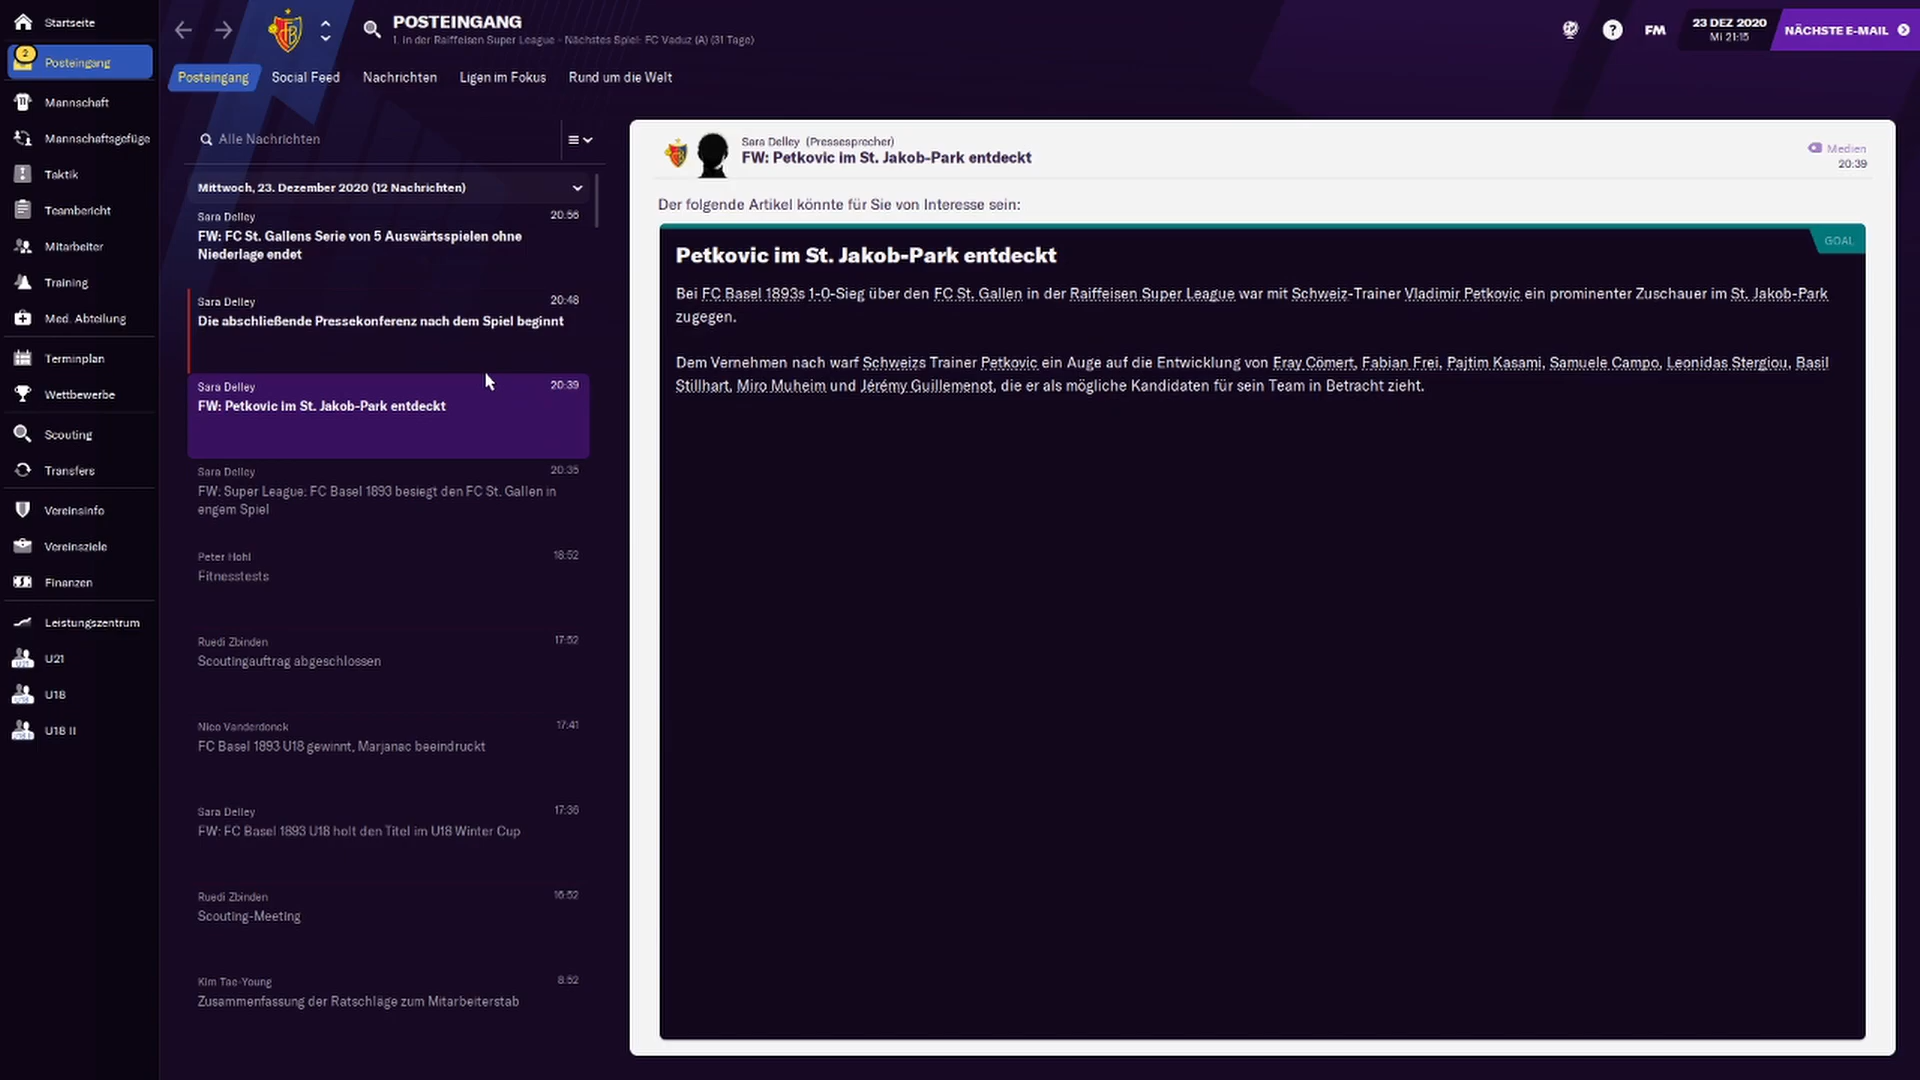 Startseite
2
Posteingang
Mannschaft
Mannschaftsgefüge
Taktik
Teambericht
Mitarbeiter
Training
Med. Abteilung
Terminplan
Wettbewerbe
Scouting
Transfers
Vereinsinfo
Vereinsziele
Finanzen
Leistungszentrum
U21
U18
U18 II
POSTEINGANG
1. in der Raiffeisen Super League - Nächstes Spiel: FC Vaduz (A) (31 Tage)
FM
23 DEZ 2020
Mi 21:15
NÄCHSTE E-MAIL
Posteingang
Social Feed
Nachrichten
Ligen im Fokus
Rund um die Welt
Alle Nachrichten
Mittwoch, 23. Dezember 2020 (12 Nachrichten)
Sara Delley 20:56
FW: FC St. Gallens Serie von 5 Auswärtsspielen ohne
Niederlage endet
Sara Delley 20:48
Die abschließende Pressekonferenz nach dem Spiel beginnt
Sara Delley 20:39
FW: Petkovic im St. Jakob-Park entdeckt
Sara Delley 20:35
FW: Super League: FC Basel 1893 besiegt den FC St. Gallen in
engem Spiel
Peter Hohl 18:52
Fitnesstests
Ruedi Zbinden 17:52
Scoutingauftrag abgeschlossen
Nico Vanderdonck 17:41
FC Basel 1893 U18 gewinnt, Marjanac beeindruckt
Sara Delley 17:36
FW: FC Basel 1893 U18 holt den Titel im U18 Winter Cup
Ruedi Zbinden 16:52
Scouting-Meeting
Kim Tae-Young 8:52
Zusammenfassung der Ratschläge zum Mitarbeiterstab
Sara Delley (Pressesprecher)
FW: Petkovic im St. Jakob-Park entdeckt
Medien
20:39
Der folgende Artikel könnte für Sie von Interesse sein:
GOAL
Petkovic im St. Jakob-Park entdeckt
Bei FC Basel 1893s 1-0-Sieg über den FC St. Gallen in der Raiffeisen Super League war mit Schweiz-Trainer Vladimir Petkovic ein prominenter Zuschauer im St. Jakob-Park
zugegen.
Dem Vernehmen nach warf Schweizs Trainer Petkovic ein Auge auf die Entwicklung von Eray Cömert, Fabian Frei, Pajtim Kasami, Samuele Campo, Leonidas Stergiou, Basil
Stillhart, Miro Muheim und Jérémy Guillemenot, die er als mögliche Kandidaten für sein Team in Betracht zieht.